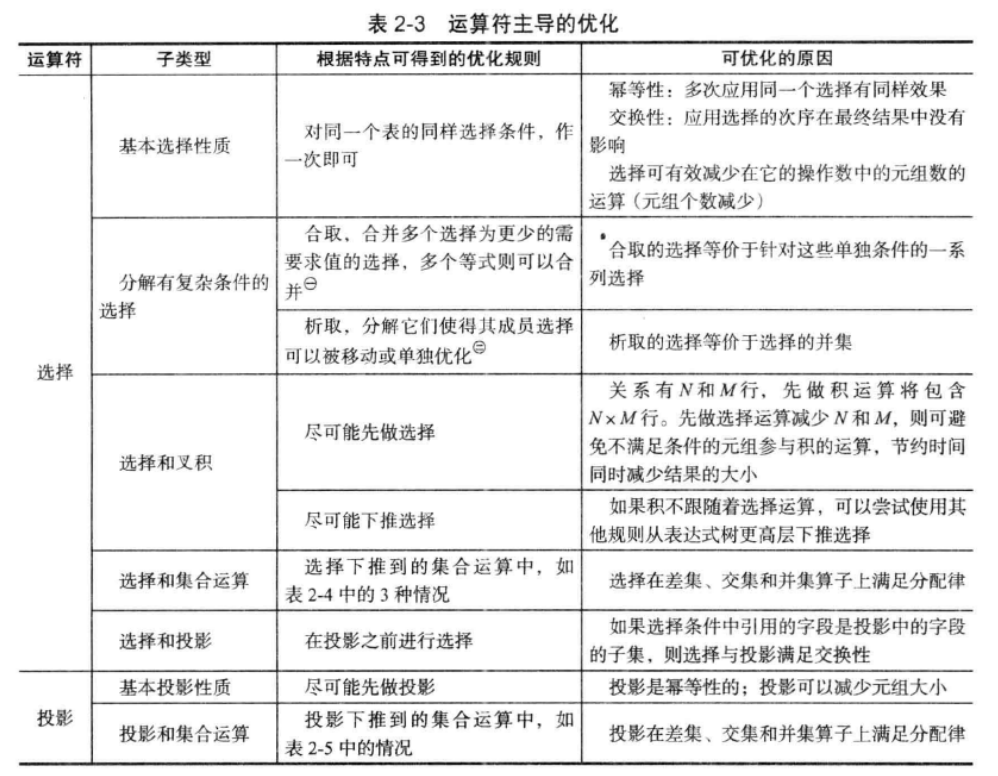 表 2-3 运算符主导的优化
运算符 子类型 根据特点可得到的优化规则 可优化的原因
选择
基本选择性质
对同一个表的同样选择条件，作
一次即可
幂等性：多次应用同一个选择有同样效果
交换性：应用选择的次序在最终结果中没有
影响
选择可有效减少在它的操作数中的元组数的
运算（元组个数减少）
分解有复杂条件的
选择
合取，合并多个选择为更少的需
要求值的选择，多个等式则可以合
并㊀
合取的选择等价于针对这些单独条件的一系
列选择
析取，分解它们使得其成员选择
可以被移动或单独优化㊁
析取的选择等价于选择的并集
选择和叉积
尽可能先做选择
关系有 N 和 M 行，先做积运算将包含
N×M 行。先做选择运算减少 N 和 M，则可避
免不满足条件的元组参与积的运算，节约时间
同时减少结果的大小
尽可能下推选择
如果积不跟随着选择运算，可以尝试使用其
他规则从表达式树更高层下推选择
选择和集合运算
选择下推到的集合运算中，如
表 2-4 中的 3 种情况
选择在差集、交集和并集算子上满足分配律
选择和投影
在投影之前进行选择
如果选择条件中引用的字段是投影中的字段
的子集，则选择与投影满足交换性
投影
基本投影性质
尽可能先做投影
投影是幂等性的；投影可以减少元组大小
投影和集合运算
投影下推到的集合运算中，如
表 2-5 中的情况
投影在差集、交集和并集算子上满足分配律